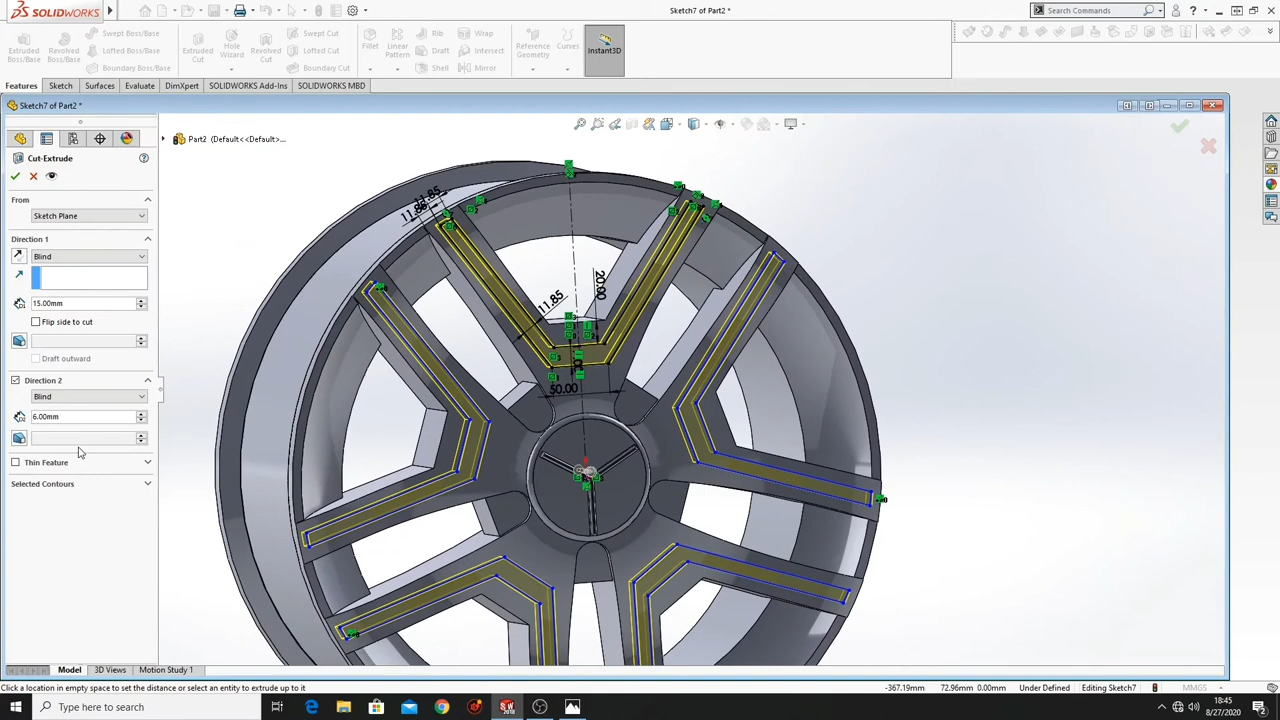 SOLIDWORKS
Sketch7 of Part2 *
Search Commands
Extruded Boss/Base
Revolved Boss/Base
Swept Boss/Base
Lofted Boss/Base
Boundary Boss/Base
Extruded Cut
Hole Wizard
Revolved Cut
Swept Cut
Lofted Cut
Boundary Cut
Fillet
Linear Pattern
Rib
Draft
Shell
Wrap
Intersect
Mirror
Reference Geometry
Curves
Instant3D
Features
Sketch
Surfaces
Evaluate
DimXpert
SOLIDWORKS Add-Ins
SOLIDWORKS MBD
Sketch7 of Part2 *
Part2 (Default<<Default>...
Cut-Extrude
From
Sketch Plane
Direction 1
Blind
15.00mm
Flip side to cut
Draft outward
Direction 2
Blind
6.00mm
Thin Feature
Selected Contours
11.85
11.85
20.00
50.00
Model
3D Views
Motion Study 1
Click a location in empty space to set the distance or select an entity to extrude up to it
-367.19mm
72.96mm 0.00mm
Under Defined
Editing Sketch7
MMGS
Type here to search
18:45
8/27/2020